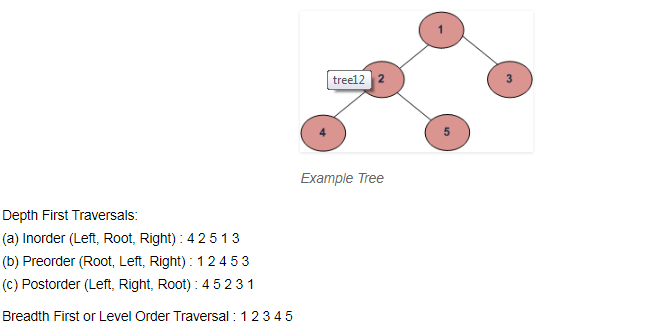 1
tree12 2 3
4 5
Example Tree
Depth First Traversals:
(a) Inorder (Left, Root, Right) : 4 2 5 1 3
(b) Preorder (Root, Left, Right) : 1 2 4 5 3
(c) Postorder (Left, Right, Root) : 4 5 2 3 1
Breadth First or Level Order Traversal : 1 2 3 4 5